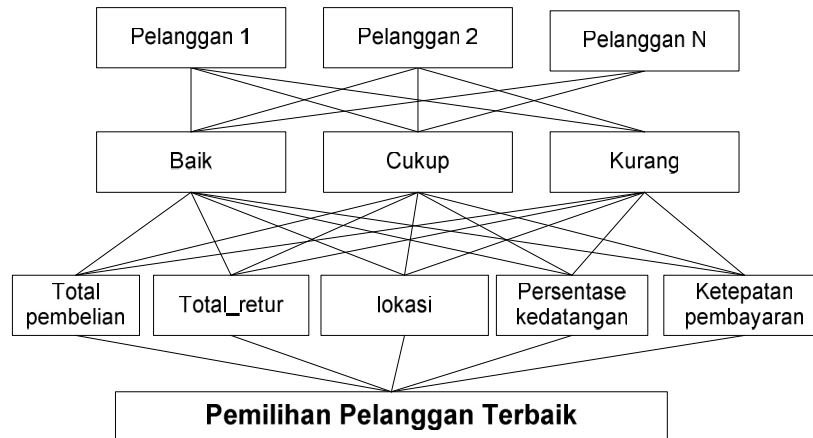 Pelanggan 1
Pelanggan 2
Pelanggan N
Baik
Cukup
Kurang
Total
pembelian
Total_retur
lokasi
Persentase
kedatangan
Ketepatan
pembayaran
Pemilihan Pelanggan Terbaik